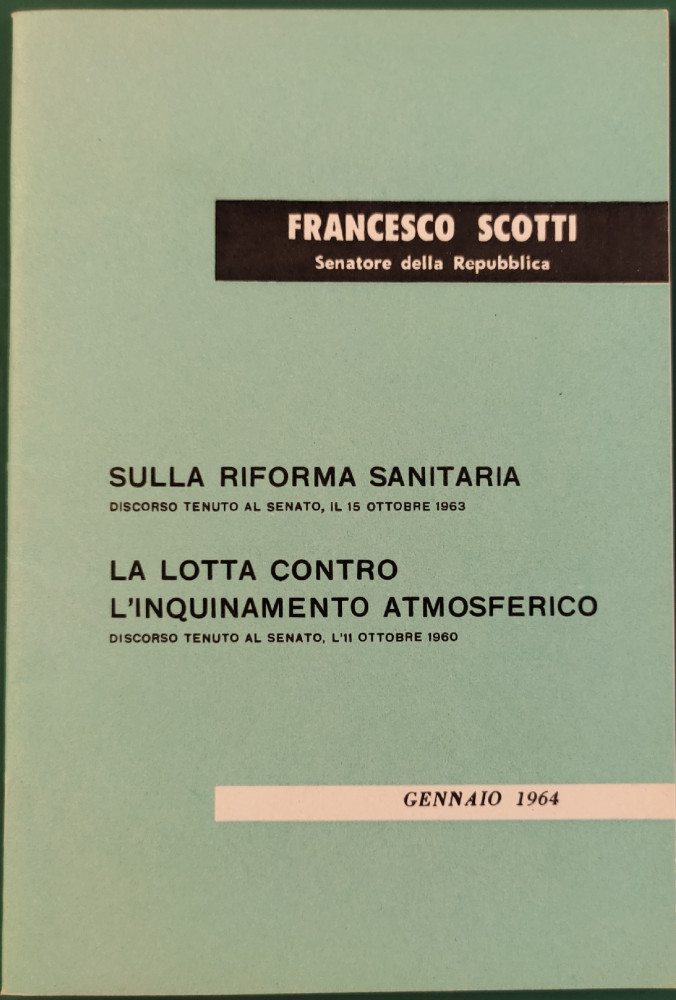 FRANCESCO SCOTTI
Senatore della Repubblica
SULLA RIFORMA SANITARIA
DISCORSO TENUTO AL SENATO, IL 15 OTTOBRE 1963
LA LOTTA CONTRO
L'INQUINAMENTO ATMOSFERICO
DISCORSO TENUTO AL SENATO, L'11 OTTOBRE 1960
GENNAIO 1964